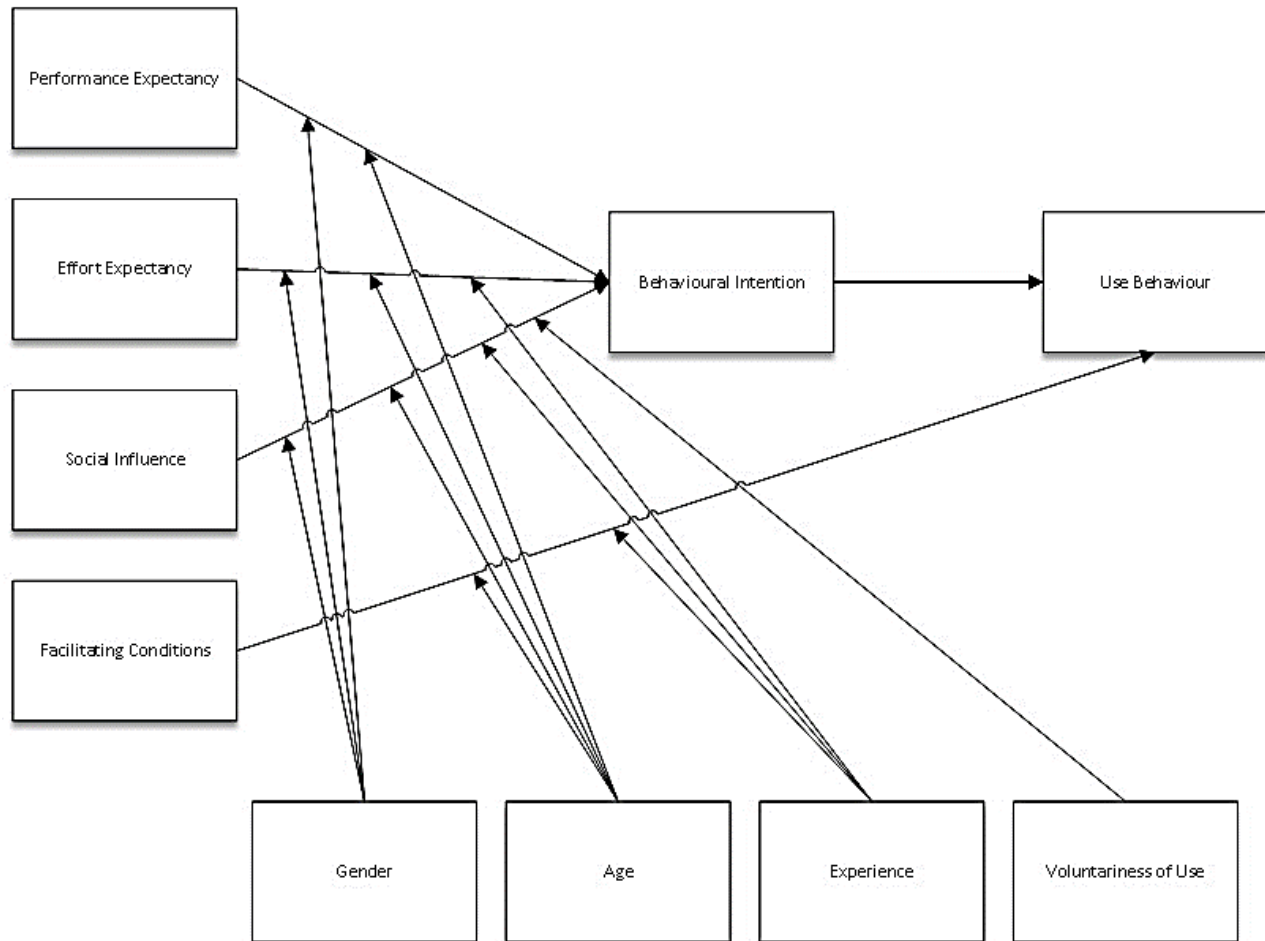 Performance Expectancy
Effort Expectancy
Behavioural Intention
Use Behaviour
Social Influence
Facilitating Conditions
Gender
Age
Experience
Voluntariness of Use